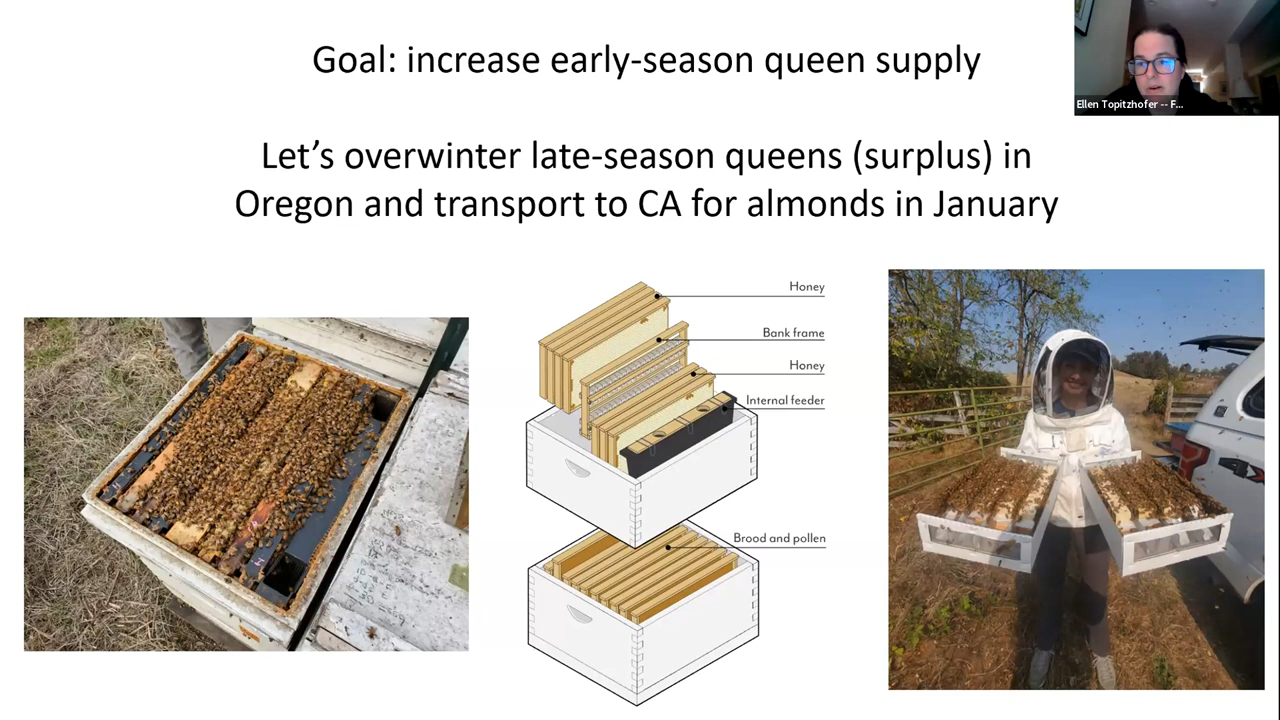 Goal: increase early-season queen supply
Ellen Topitzhofer -- F...
Let’s overwinter late-season queens (surplus) in
Oregon and transport to CA for almonds in January
Honey
Bank frame
Honey
Internal feeder
Brood and pollen